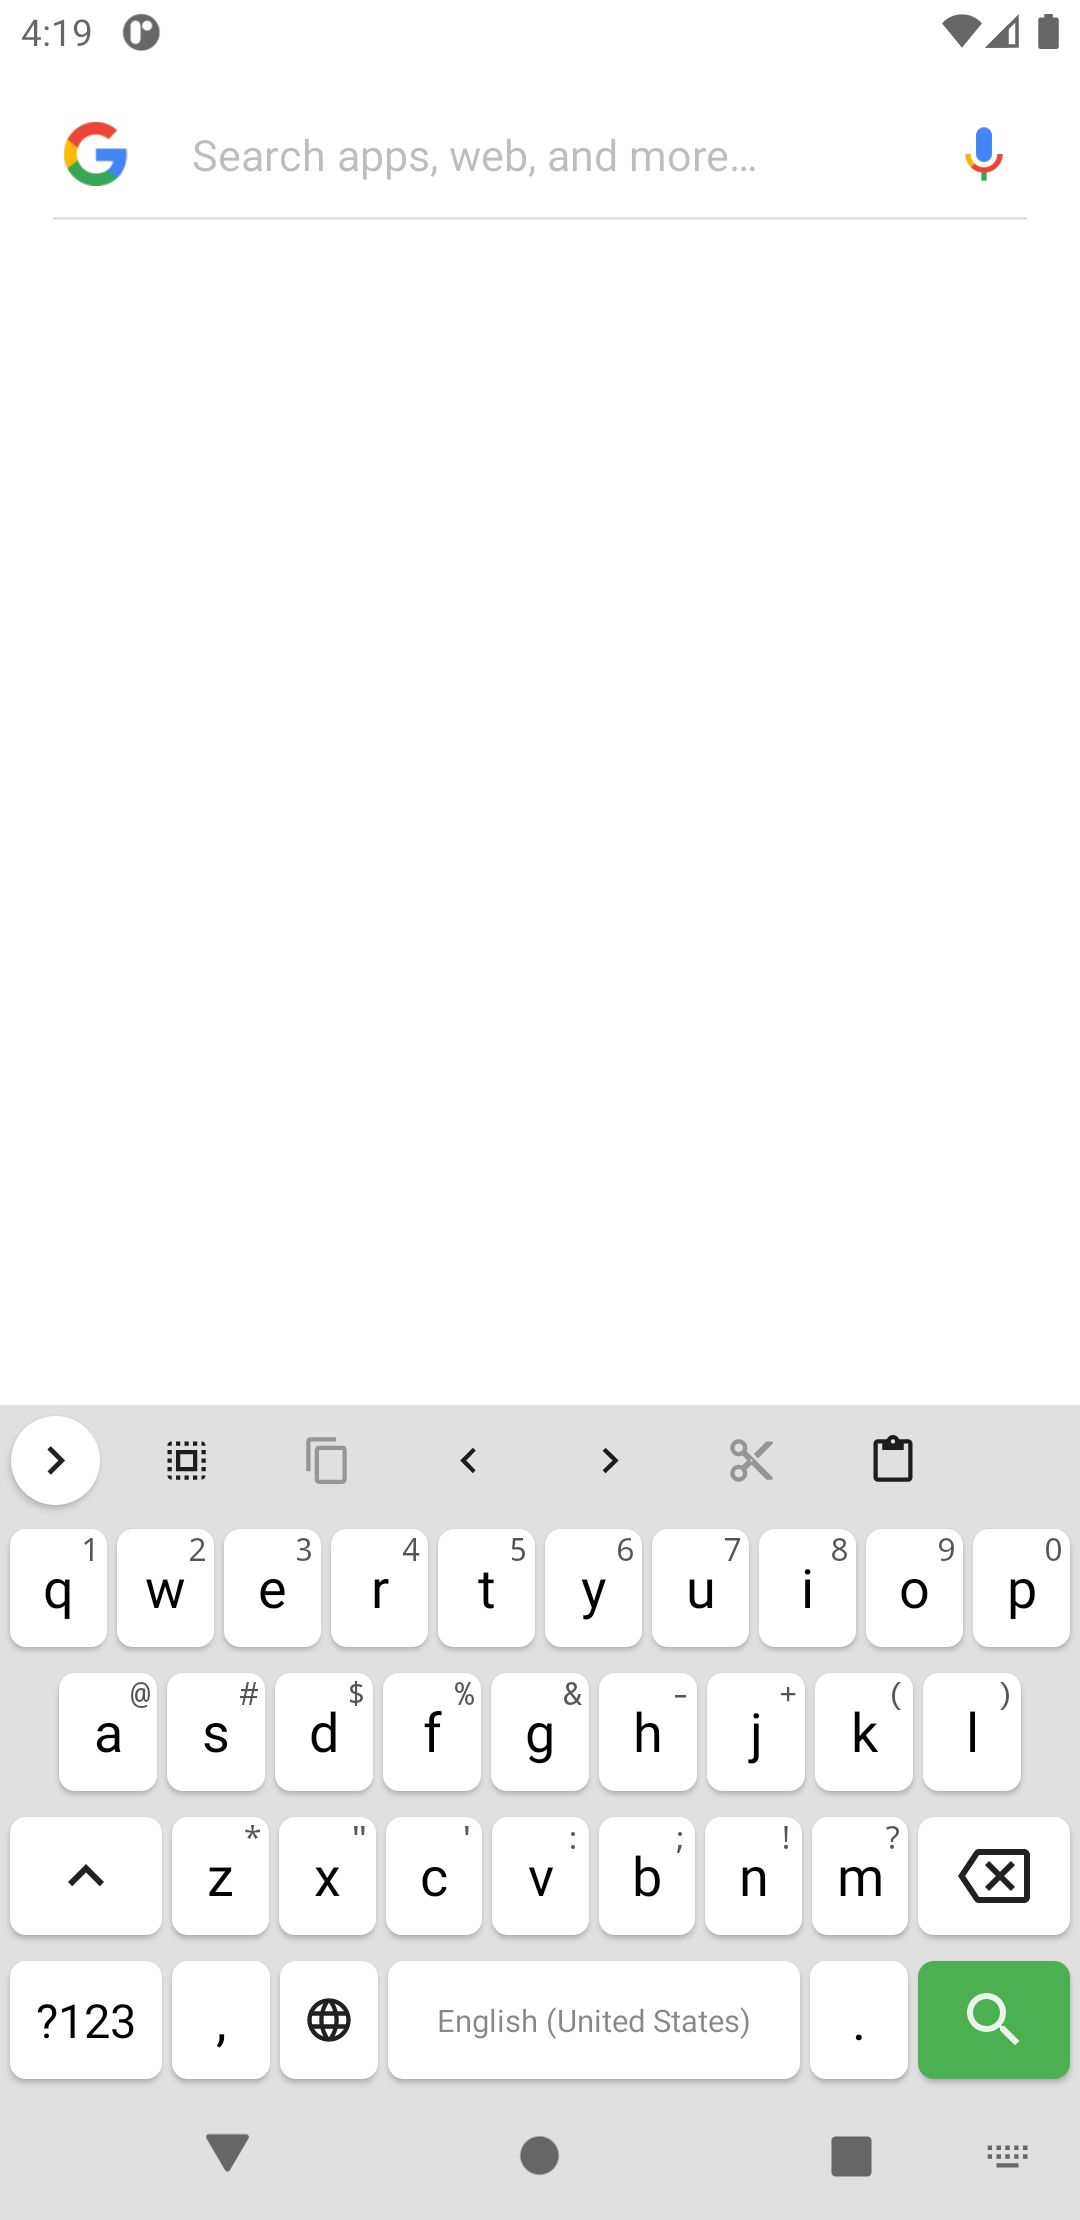 4:19
Search apps, web, and more...
1 2 3 4 5 6 7 8 9 0
q w e r t y u i o p
@ # $ % & - + ( )
a s d f g h j k l
* " ' : ; ! ?
z x c v b n m
?123 , English (United States) .